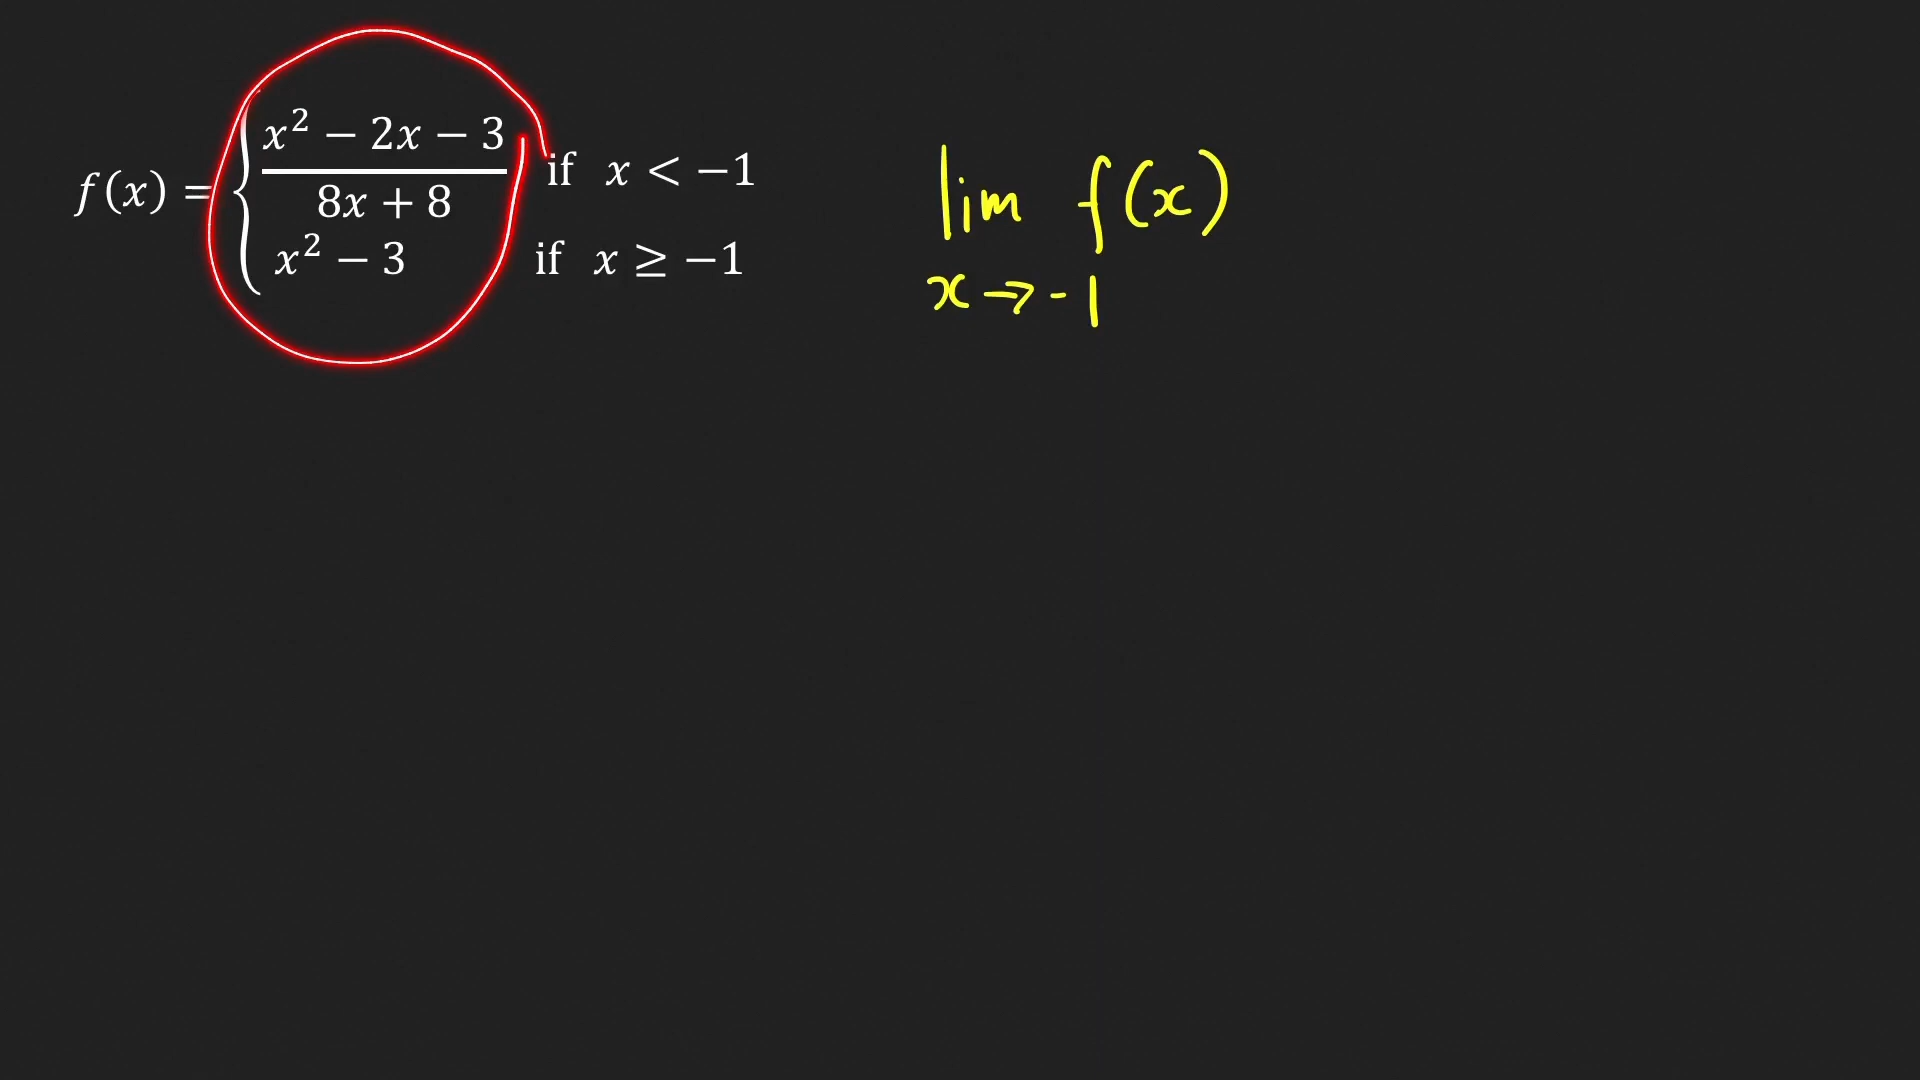 f(x) = { (x² − 2x − 3)/(8x + 8) if x < −1
x² − 3 if x ≥ −1
lim f(x)
x → -1